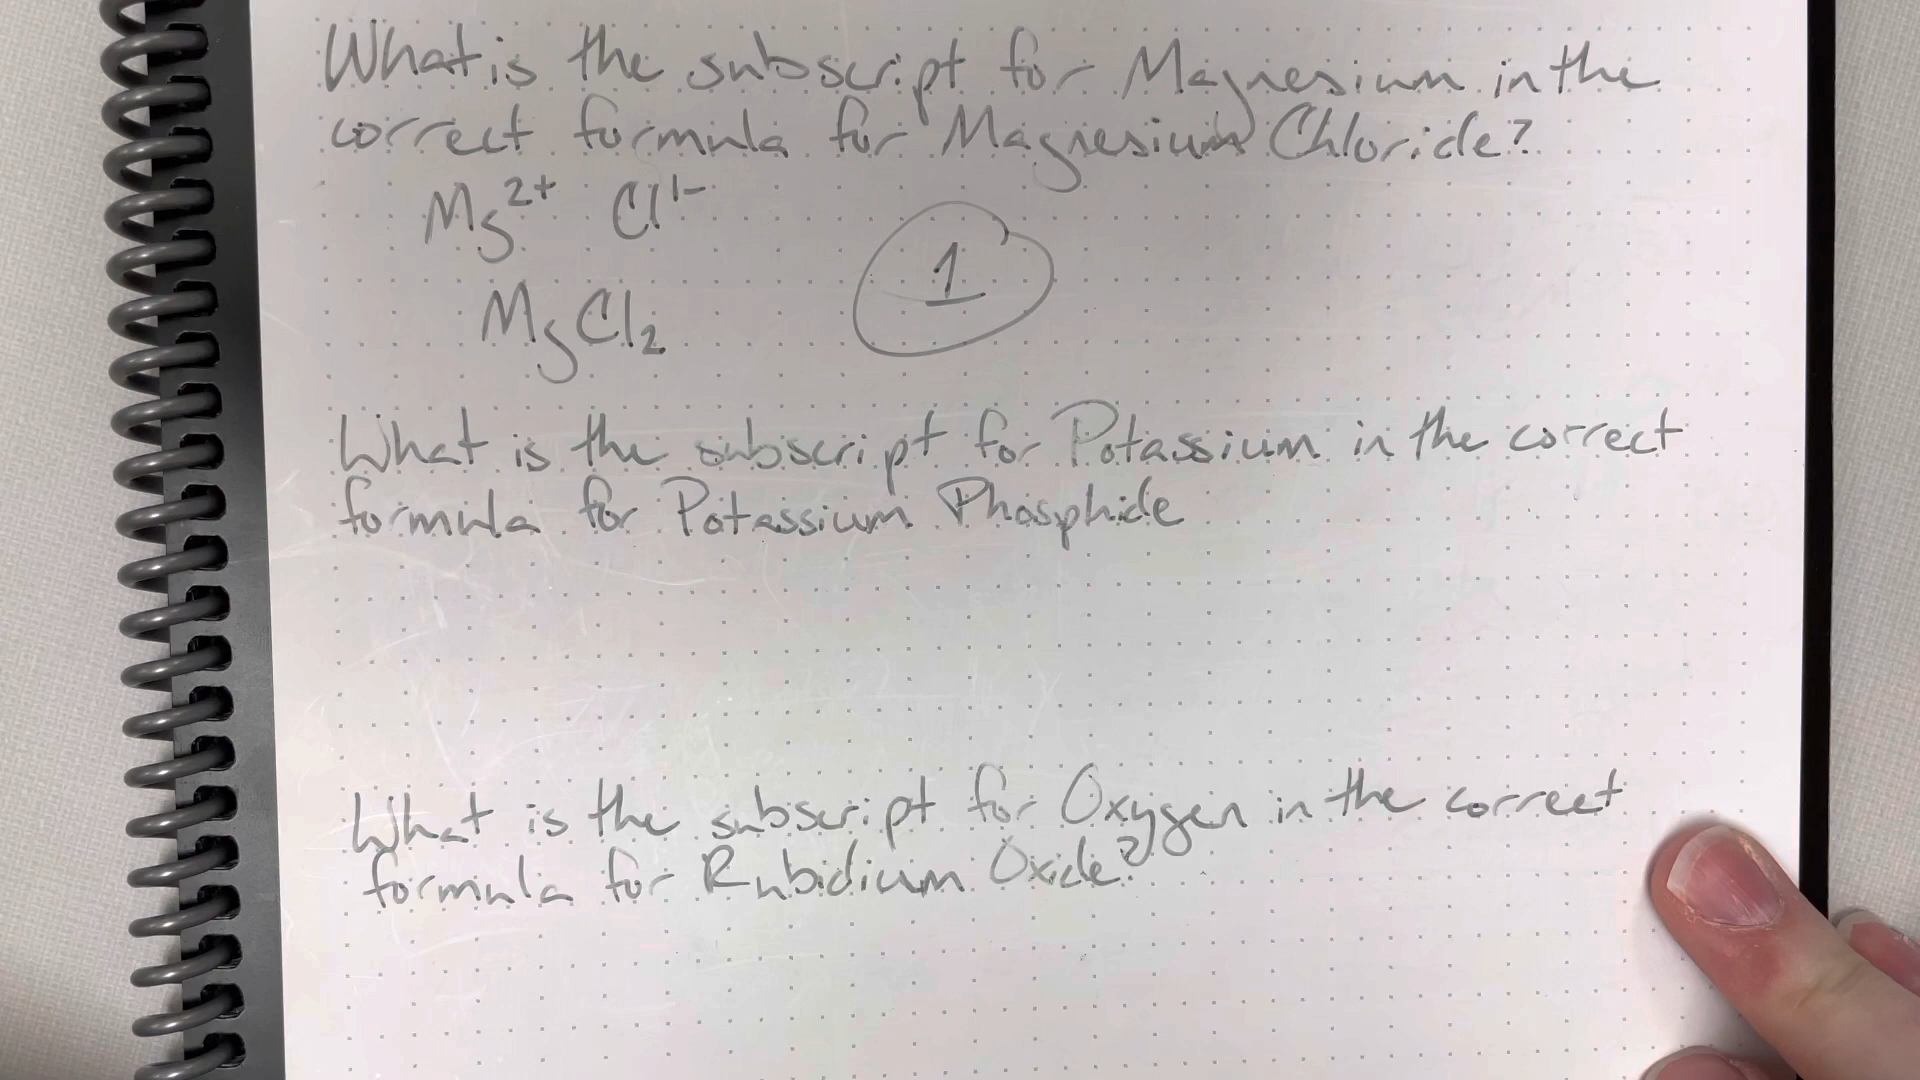 What is the subscript for Magnesium in the
correct formula for Magnesium Chloride?
Mg²⁺ Cl¹⁻
1
MgCl₂
What is the subscript for Potassium in the correct
formula for Potassium Phosphide
What is the subscript for Oxygen in the correct
formula for Rubidium Oxide?